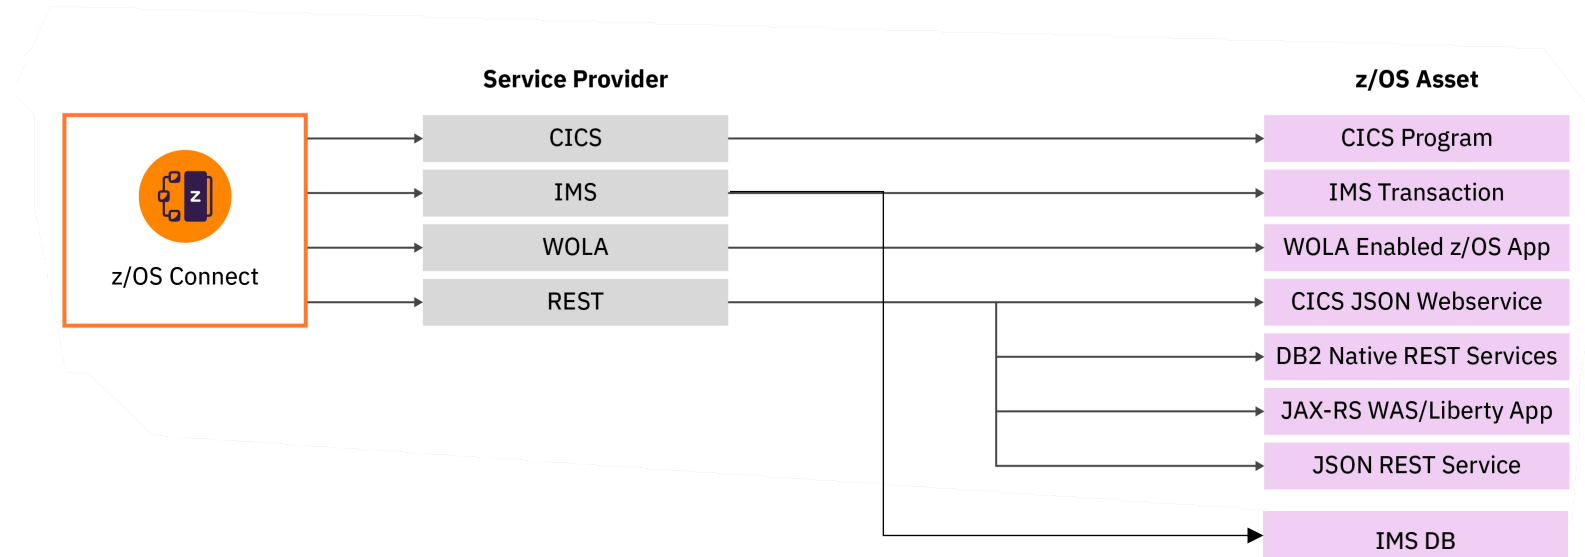 Service Provider
z/OS Asset
z
z/OS Connect
CICS
IMS
WOLA
REST
CICS Program
IMS Transaction
WOLA Enabled z/OS App
CICS JSON Webservice
DB2 Native REST Services
JAX-RS WAS/Liberty App
JSON REST Service
IMS DB